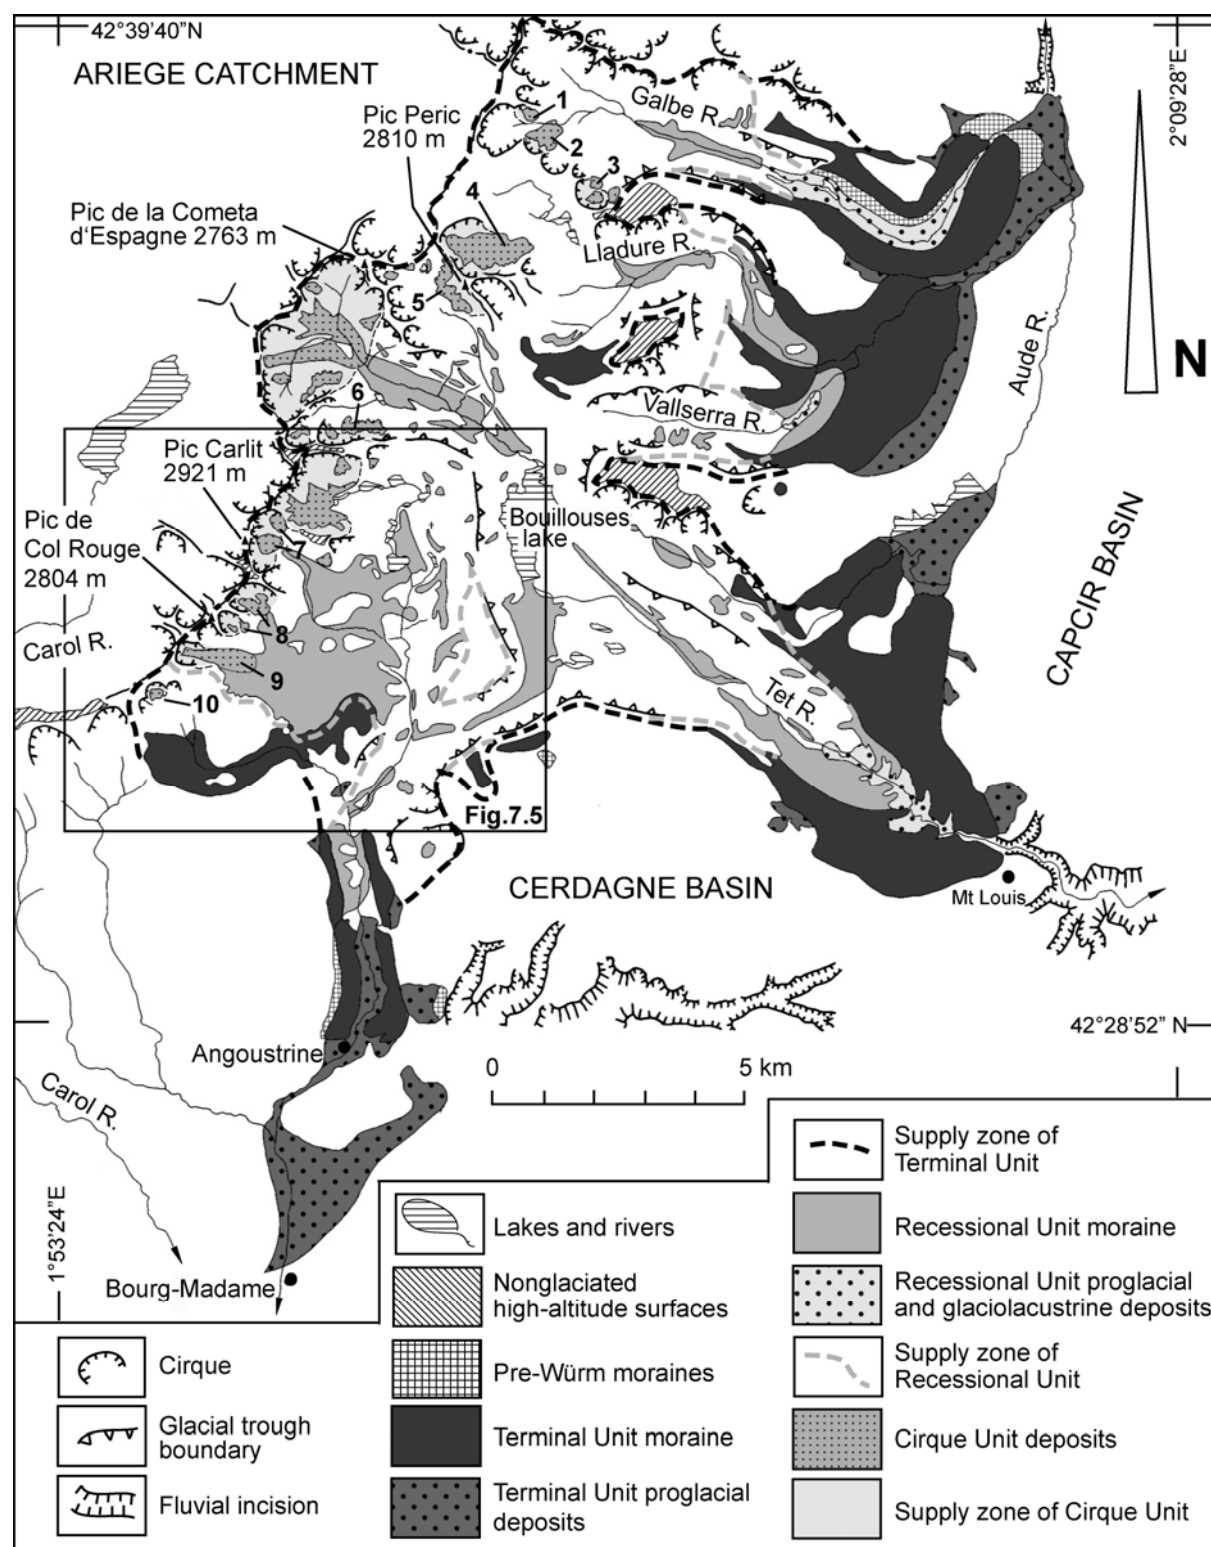 42°39'40"N
ARIEGE CATCHMENT
2°09'28"E
Pic Peric
2810 m
Galbe R.
1
2
3
4
Pic de la Cometa
d'Espagne 2763 m
Lladure R.
5
N
Aude R.
6
Vallserra R.
Pic Carlit
2921 m
Bouillouses
lake
Pic de
Col Rouge
2804 m
7
CAPCIR BASIN
8
Carol R.
9
Tet R.
10
Fig.7.5
CERDAGNE BASIN
Mt Louis
42°28'52" N
Angoustrine
0
5 km
Carol R.
1°53'24"E
Bourg-Madame
Cirque
Glacial trough
boundary
Fluvial incision
Lakes and rivers
Nonglaciated
high-altitude surfaces
Pre-Würm moraines
Terminal Unit moraine
Terminal Unit proglacial
deposits
Supply zone of
Terminal Unit
Recessional Unit moraine
Recessional Unit proglacial
and glaciolacustrine deposits
Supply zone of
Recessional Unit
Cirque Unit deposits
Supply zone of Cirque Unit